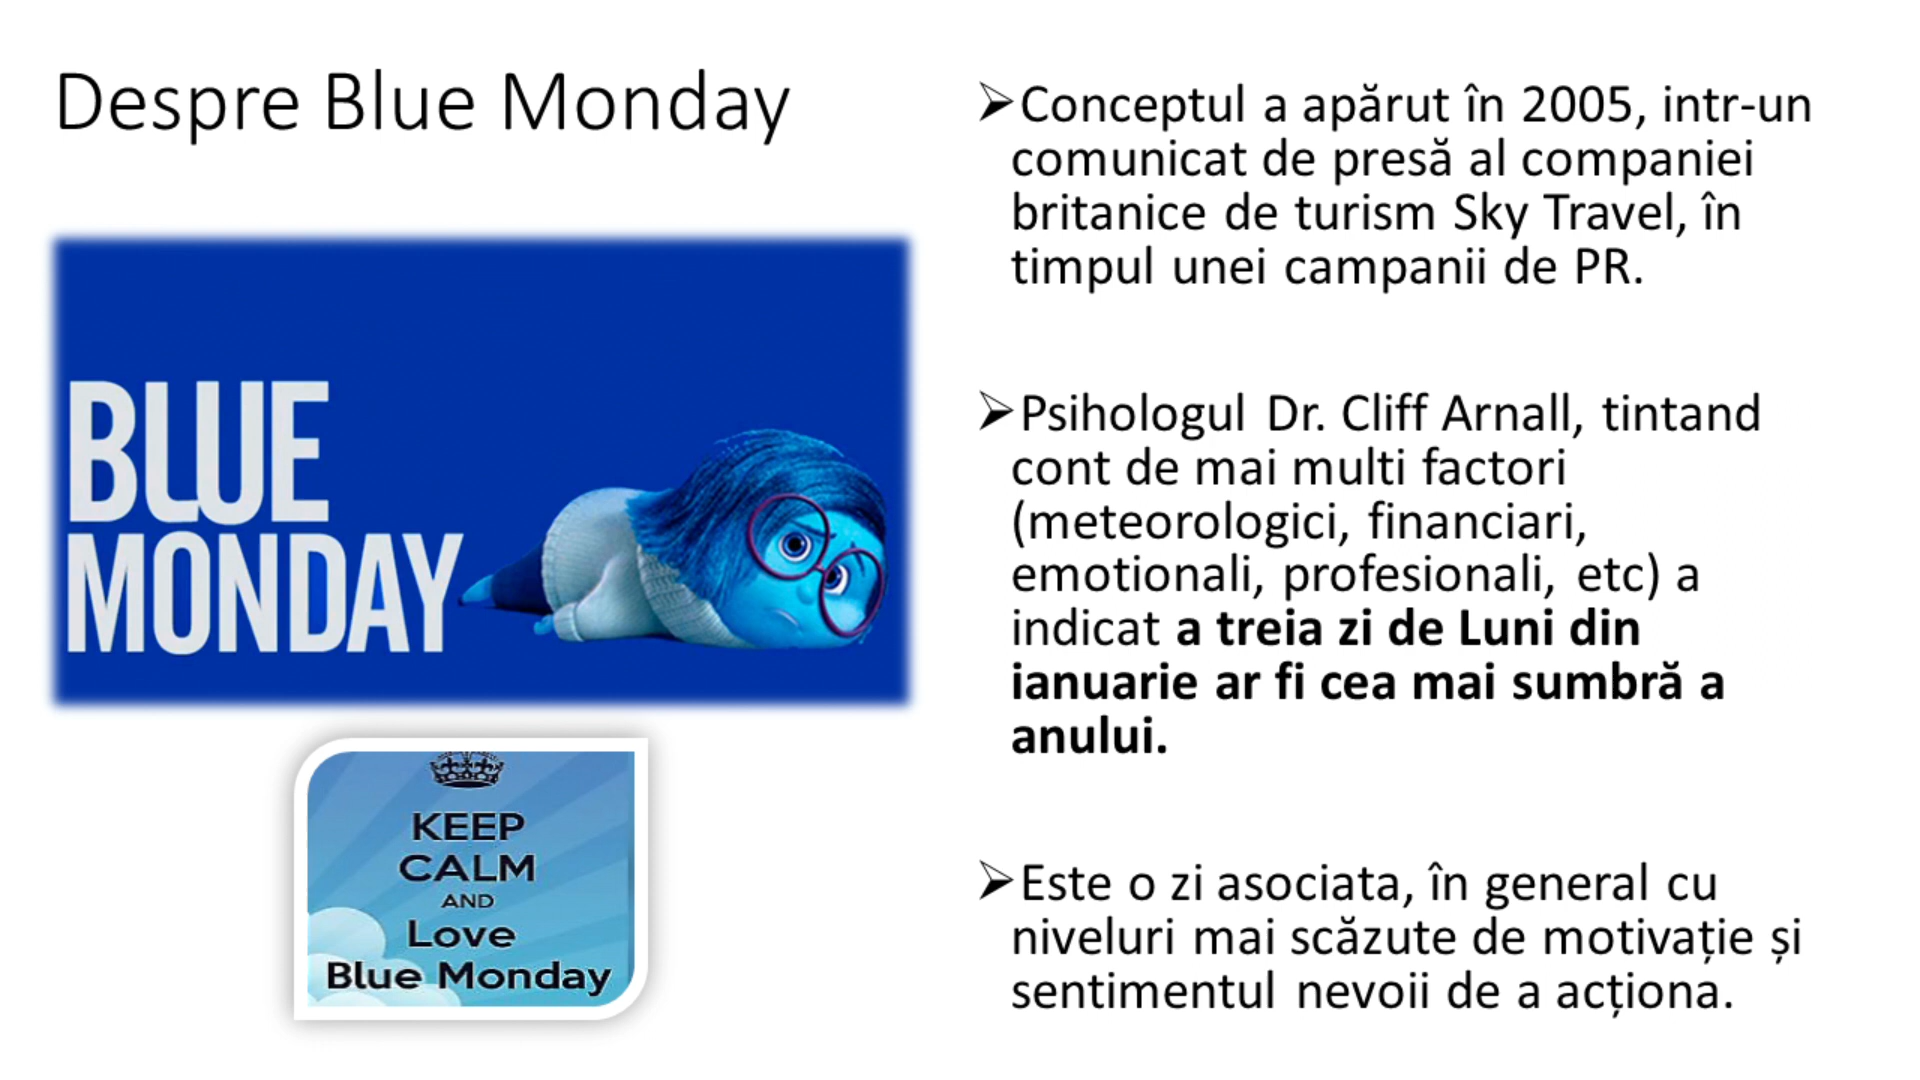 Despre Blue Monday
BLUE
MONDAY
KEEP
CALM
AND
Love
Blue Monday
➢Conceptul a apărut în 2005, intr-un
comunicat de presă al companiei
britanice de turism Sky Travel, în
timpul unei campanii de PR.
➢Psihologul Dr. Cliff Arnall, tintand
cont de mai multi factori
(meteorologici, financiari,
emotionali, profesionali, etc) a
indicat a treia zi de Luni din
ianuarie ar fi cea mai sumbră a
anului.
➢Este o zi asociata, în general cu
niveluri mai scăzute de motivație și
sentimentul nevoii de a acționa.